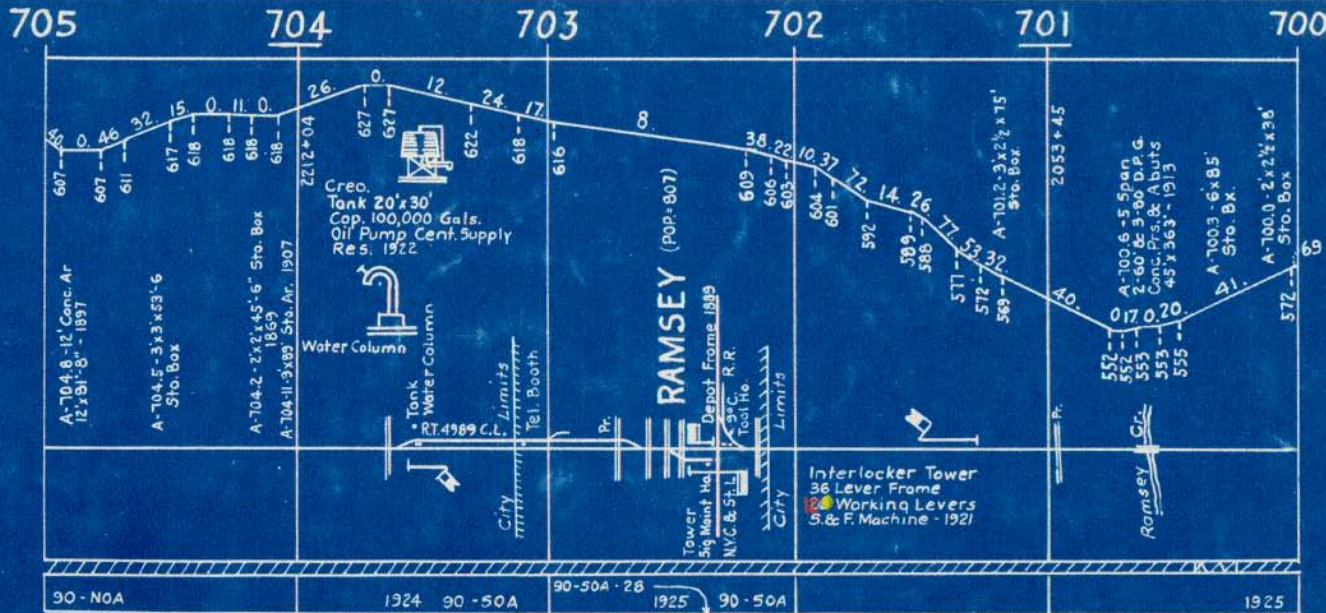 705 704 703 702 701 700
40. 0. 46 32. 15. 0. 11. 0. 26. 0. 12. 24. 17. 8. 38. 22. 10. 37 72. 14. 26 77. 53. 32. 40. 0 17. 0. 20. 41. 69
607 607 611 617 618 618 618 627 627 622 618 616 609 606 603 604 601 592 589 588 577 572 569 552 552 553 553 555 572
2212+04
2053+45
Creo.
Tank 20'x30'
Cap. 100,000 Gals.
Oil Pump Cent. Supply
Res. 1922
Water Column
A-704.8-12' Conc. Ar
12'x81'-8" - 1897
A-704.5-3'x3'x53'-6
Sto. Box
A-704.2-2'x2'x45'-6" Sto. Box
1869
A-704-11-9'x89' Sto. Ar. 1907
RAMSEY (POP.=807)
A-701.2-3'x2½'x75'
Sto. Box.
A-700.6-5 Span
2-60' & 3-80' D.P.G.
Conc. Prs. & Abuts
45'x363'-1913
A-700.3-6'x85'
Sto. Bx.
A-700.0-2'x2½'x38'
Sto. Box
Tank
Water Column
R.T. 4989 C.L.
City Limits
Tel. Booth
Pr.
Depot Frame 1889
9°C. R.R.
Tool Ho.
City Limits
Tower
Sig Maint Ho.
N.Y.C. & St. L
Interlocker Tower
36 Lever Frame
Working Levers
S. & F. Machine - 1921
Pr.
Ramsey Cr.
90-NOA
1924 90-50A
90-50A-28
1925 90-50A
1925